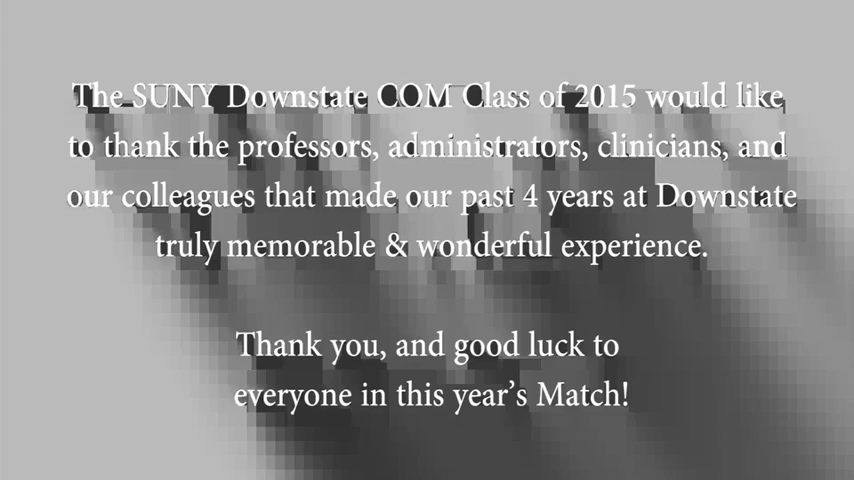 The SUNY Downstate COM Class of 2015 would like
to thank the professors, administrators, clinicians, and
our colleagues that made our past 4 years at Downstate
truly memorable & wonderful experience.
Thank you, and good luck to
everyone in this year’s Match!